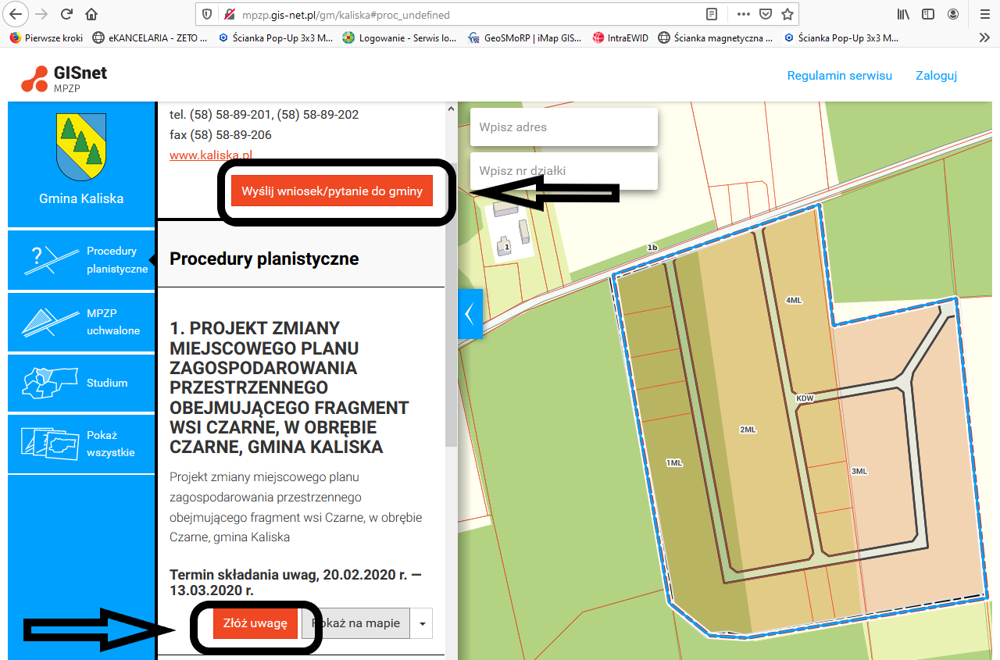 mpzp.gis-net.pl/gm/kaliska#proc_undefined
Pierwsze kroki
eKANCELARIA - ZETO ...
Ścianka Pop-Up 3x3 M...
Logowanie - Serwis lo...
GeoSMoRP | iMap GIS...
IntraEWID
Ścianka magnetyczna ...
Ścianka Pop-Up 3x3 M...
GISnet
MPZP
Regulamin serwisu
Zaloguj
Gmina Kaliska
?
Procedury
planistyczne
MPZP
uchwalone
Studium
Pokaż
wszystkie
tel. (58) 58-89-201, (58) 58-89-202
fax (58) 58-89-206
www.kaliska.pl
Wyślij wniosek/pytanie do gminy
Procedury planistyczne
1. PROJEKT ZMIANY
MIEJSCOWEGO PLANU
ZAGOSPODAROWANIA
PRZESTRZENNEGO
OBEJMUJĄCEGO FRAGMENT
WSI CZARNE, W OBRĘBIE
CZARNE, GMINA KALISKA
Projekt zmiany miejscowego planu
zagospodarowania przestrzennego
obejmującego fragment wsi Czarne, w obrębie
Czarne, gmina Kaliska
Termin składania uwag, 20.02.2020 r. —
13.03.2020 r.
Złóż uwagę
Pokaż na mapie
Wpisz adres
Wpisz nr działki
1
1b
4ML
KDW
2ML
1ML
3ML